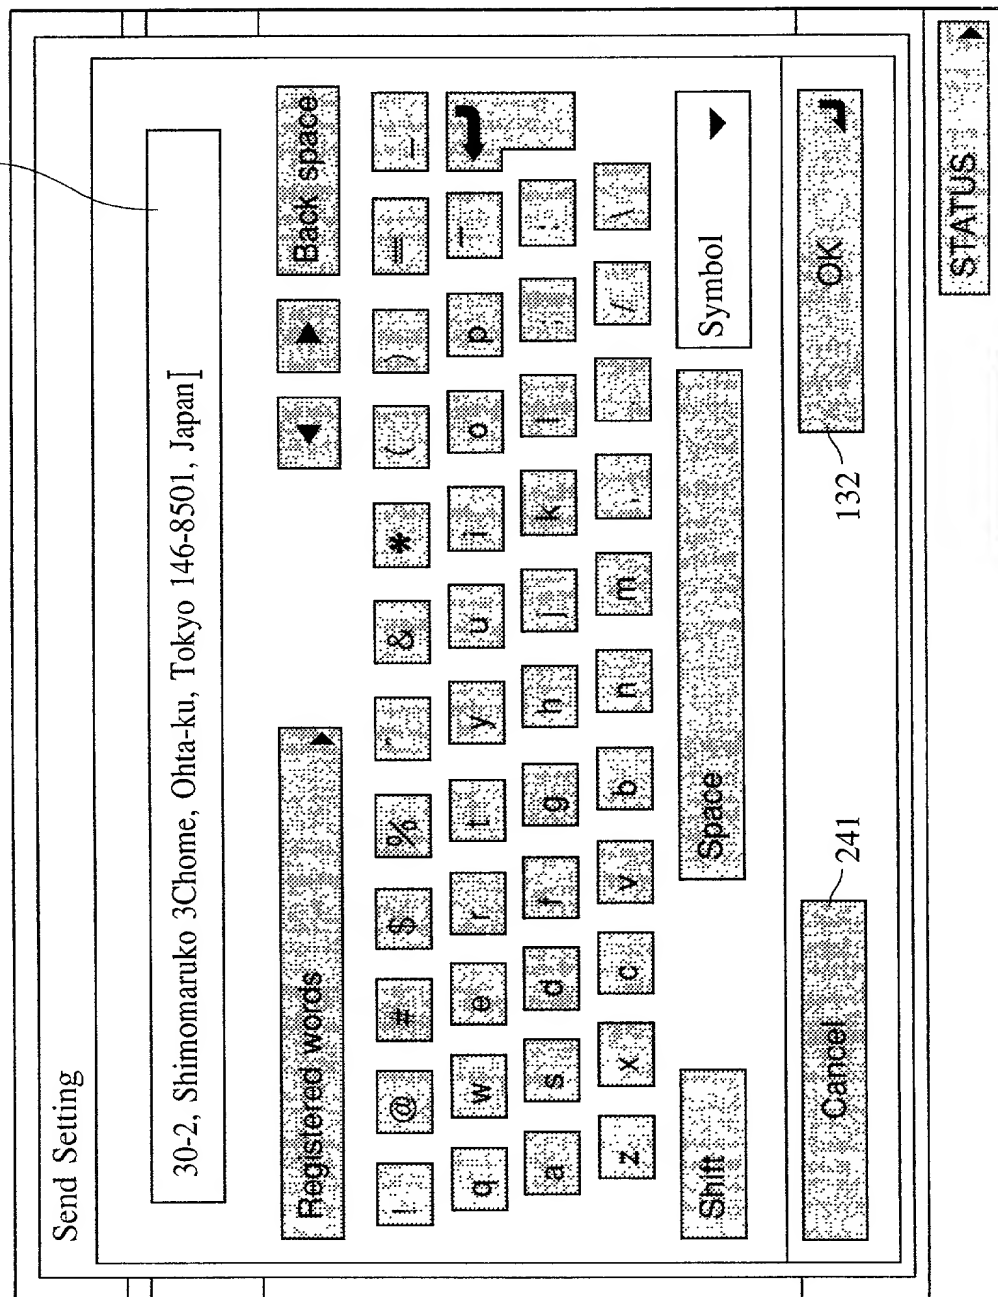 Send Setting
30-2, Shimomaruko 3Chome, Ohta-ku, Tokyo 146-8501, Japan
Registered words Back space
! @ # $ % & * ( ) =
q w e r t y u i o p
a s d f g h j k l ; :
z x c v b n m , . / \
Shift Space Symbol
Cancel 241 132 OK
STATUS